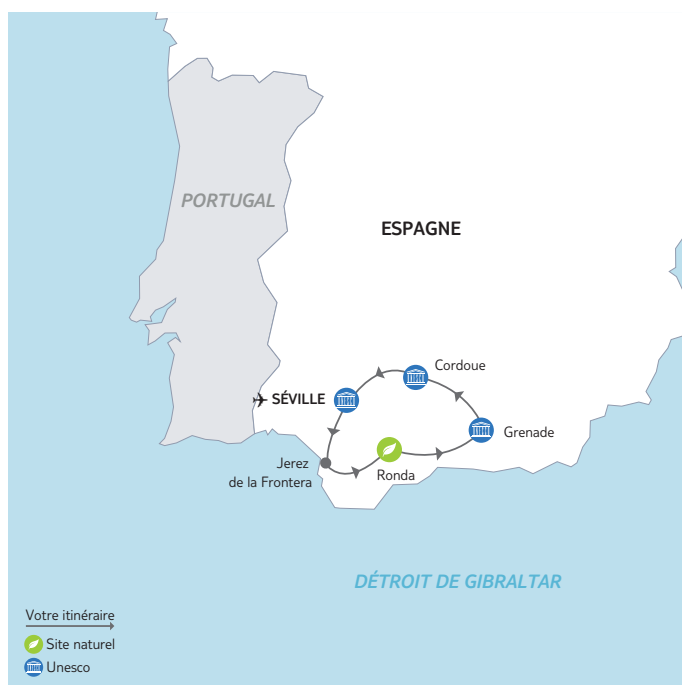 PORTUGAL
ESPAGNE
Cordoue
SÉVILLE
Grenade
Jerez
de la Frontera
Ronda
DÉTROIT DE GIBRALTAR
Votre itinéraire
Site naturel
Unesco